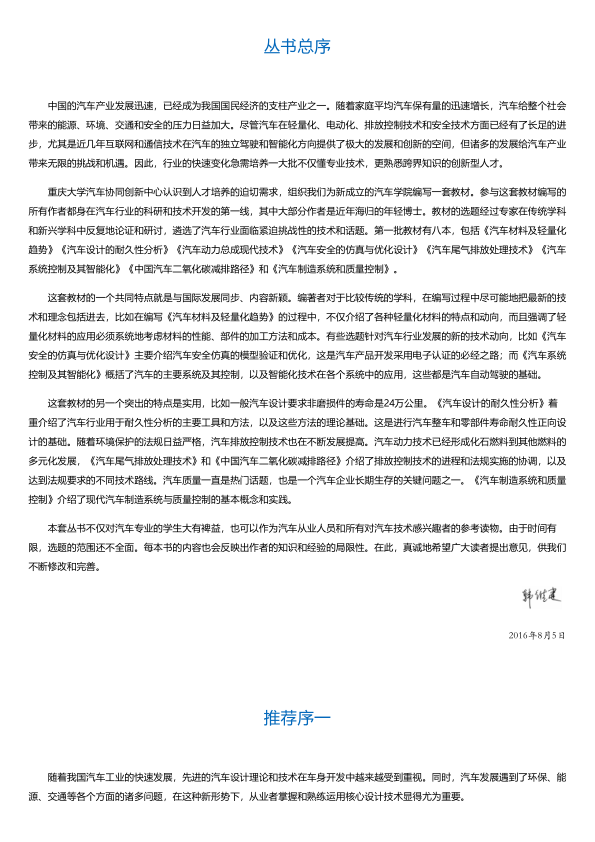 丛书总序
中国的汽车产业发展迅速，已经成为我国国民经济的支柱产业之一。随着家庭平均汽车保有量的迅速增长，汽车给整个社会
带来的能源、环境、交通和安全的压力日益加大。尽管汽车在轻量化、电动化、排放控制技术和安全技术方面已经有了长足的进
步，尤其是近几年互联网和通信技术在汽车的独立驾驶和智能化方向提供了极大的发展和创新的空间，但诸多的发展给汽车产业
带来无限的挑战和机遇。因此，行业的快速变化急需培养一大批不仅懂专业技术，更熟悉跨界知识的创新型人才。
重庆大学汽车协同创新中心认识到人才培养的迫切需求，组织我们为新成立的汽车学院编写一套教材。参与这套教材编写的
所有作者都身在汽车行业的科研和技术开发的第一线，其中大部分作者是近年海归的年轻博士。教材的选题经过专家在传统学科
和新兴学科中反复地论证和研讨，遴选了汽车行业面临紧迫挑战性的技术和话题。第一批教材有八本，包括《汽车材料及轻量化
趋势》《汽车设计的耐久性分析》《汽车动力总成现代技术》《汽车安全的仿真与优化设计》《汽车尾气排放处理技术》《汽车
系统控制及其智能化》《中国汽车二氧化碳减排路径》和《汽车制造系统和质量控制》。
这套教材的一个共同特点就是与国际发展同步、内容新颖。编著者对于比较传统的学科，在编写过程中尽可能地把最新的技
术和理念包括进去，比如在编写《汽车材料及轻量化趋势》的过程中，不仅介绍了各种轻量化材料的特点和动向，而且强调了轻
量化材料的应用必须系统地考虑材料的性能、部件的加工方法和成本。有些选题针对汽车行业发展的新的技术动向，比如《汽车
安全的仿真与优化设计》主要介绍汽车安全仿真的模型验证和优化，这是汽车产品开发采用电子认证的必经之路；而《汽车系统
控制及其智能化》概括了汽车的主要系统及其控制，以及智能化技术在各个系统中的应用，这些都是汽车自动驾驶的基础。
这套教材的另一个突出的特点是实用，比如一般汽车设计要求非磨损件的寿命是24万公里。《汽车设计的耐久性分析》着
重介绍了汽车行业用于耐久性分析的主要工具和方法，以及这些方法的理论基础。这是进行汽车整车和零部件寿命耐久性正向设
计的基础。随着环境保护的法规日益严格，汽车排放控制技术也在不断发展提高。汽车动力技术已经形成化石燃料到其他燃料的
多元化发展，《汽车尾气排放处理技术》和《中国汽车二氧化碳减排路径》介绍了排放控制技术的进程和法规实施的协调，以及
达到法规要求的不同技术路线。汽车质量一直是热门话题，也是一个汽车企业长期生存的关键问题之一。《汽车制造系统和质量
控制》介绍了现代汽车制造系统与质量控制的基本概念和实践。
本套丛书不仅对汽车专业的学生大有裨益，也可以作为汽车从业人员和所有对汽车技术感兴趣者的参考读物。由于时间有
限，选题的范围还不全面。每本书的内容也会反映出作者的知识和经验的局限性。在此，真诚地希望广大读者提出意见，供我们
不断修改和完善。
韩维建
2016年8月5日
推荐序一
随着我国汽车工业的快速发展，先进的汽车设计理论和技术在车身开发中越来越受到重视。同时，汽车发展遇到了环保、能
源、交通等各个方面的诸多问题，在这种新形势下，从业者掌握和熟练运用核心设计技术显得尤为重要。